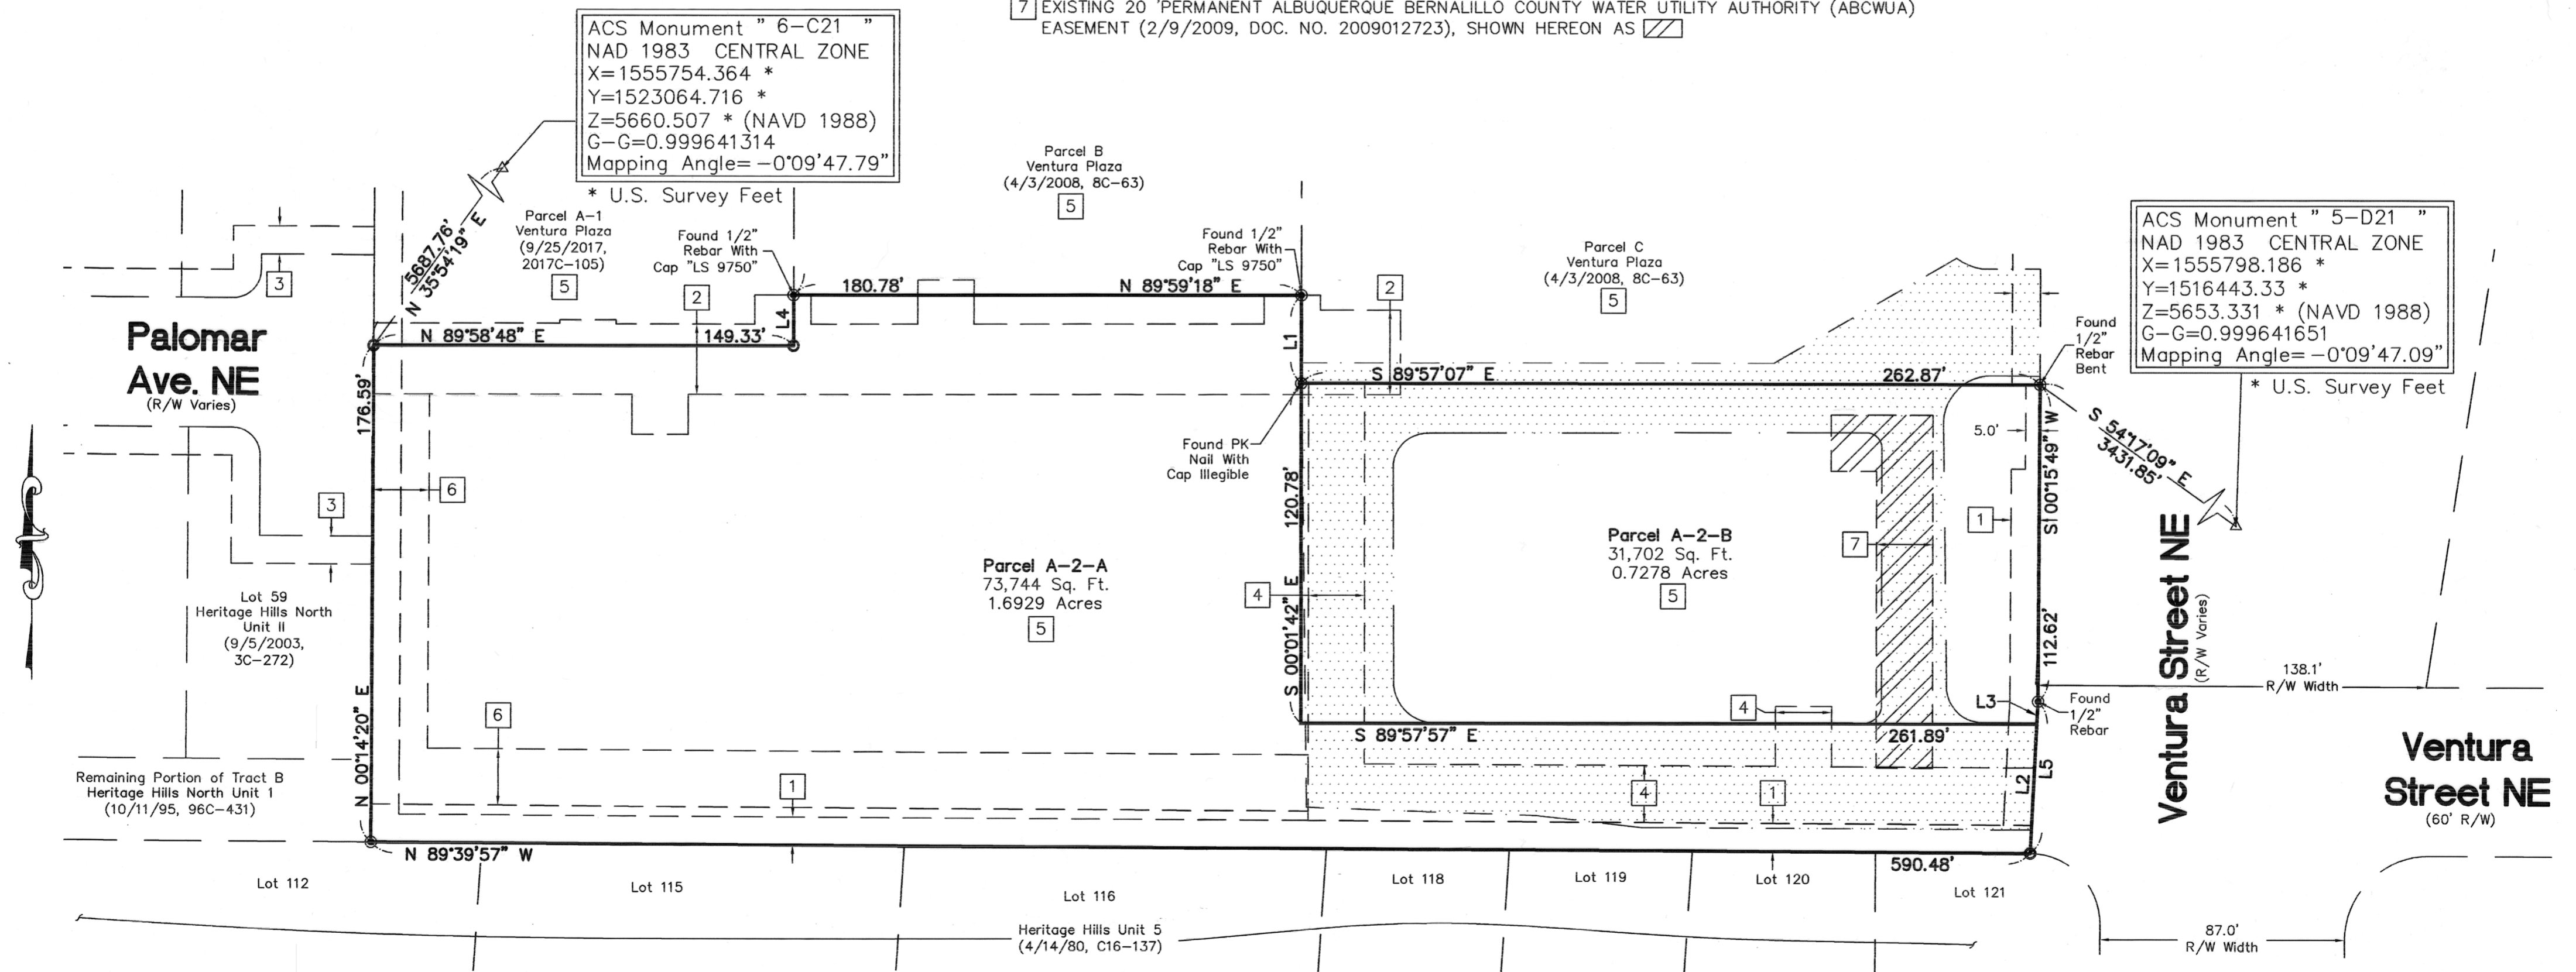 7 EXISTING 20 'PERMANENT ALBUQUERQUE BERNALILLO COUNTY WATER UTILITY AUTHORITY (ABCWUA)
EASEMENT (2/9/2009, DOC. NO. 2009012723), SHOWN HEREON AS
ACS Monument " 6-C21 "
NAD 1983 CENTRAL ZONE
X=1555754.364 *
Y=1523064.716 *
Z=5660.507 * (NAVD 1988)
G-G=0.999641314
Mapping Angle= -0°09'47.79"
* U.S. Survey Feet
ACS Monument " 5-D21 "
NAD 1983 CENTRAL ZONE
X=1555798.186 *
Y=1516443.33 *
Z=5653.331 * (NAVD 1988)
G-G=0.999641651
Mapping Angle= -0°09'47.09"
* U.S. Survey Feet
5687.76'
N 35°54'19" E
Parcel A-1
Ventura Plaza
(9/25/2017,
2017C-105)
5
Found 1/2"
Rebar With
Cap "LS 9750"
Parcel B
Ventura Plaza
(4/3/2008, 8C-63)
5
Found 1/2"
Rebar With
Cap "LS 9750"
Parcel C
Ventura Plaza
(4/3/2008, 8C-63)
5
3
2
2
180.78'
N 89°59'18" E
L4
N 89°58'48" E
149.33'
L1
S 89°57'07" E
262.87'
Found
1/2"
Rebar
Bent
Palomar
Ave. NE
(R/W Varies)
176.59'
N 00°14'20" E
S 54°17'09" E
3431.85'
5.0'
S 00°15'49" W
112.62'
Found PK
Nail With
Cap Illegible
120.78'
S 00°01'42" E
3
6
4
1
7
Parcel A-2-A
73,744 Sq. Ft.
1.6929 Acres
5
Parcel A-2-B
31,702 Sq. Ft.
0.7278 Acres
5
Lot 59
Heritage Hills North
Unit II
(9/5/2003,
3C-272)
Ventura Street NE
(R/W Varies)
138.1'
R/W Width
L3
Found
1/2"
Rebar
6
4
S 89°57'57" E
261.89'
L2
L5
Remaining Portion of Tract B
Heritage Hills North Unit 1
(10/11/95, 96C-431)
1
4
1
Ventura
Street NE
(60' R/W)
N 89°39'57" W
590.48'
Lot 112
Lot 115
Lot 116
Lot 118
Lot 119
Lot 120
Lot 121
Heritage Hills Unit 5
(4/14/80, C16-137)
87.0'
R/W Width